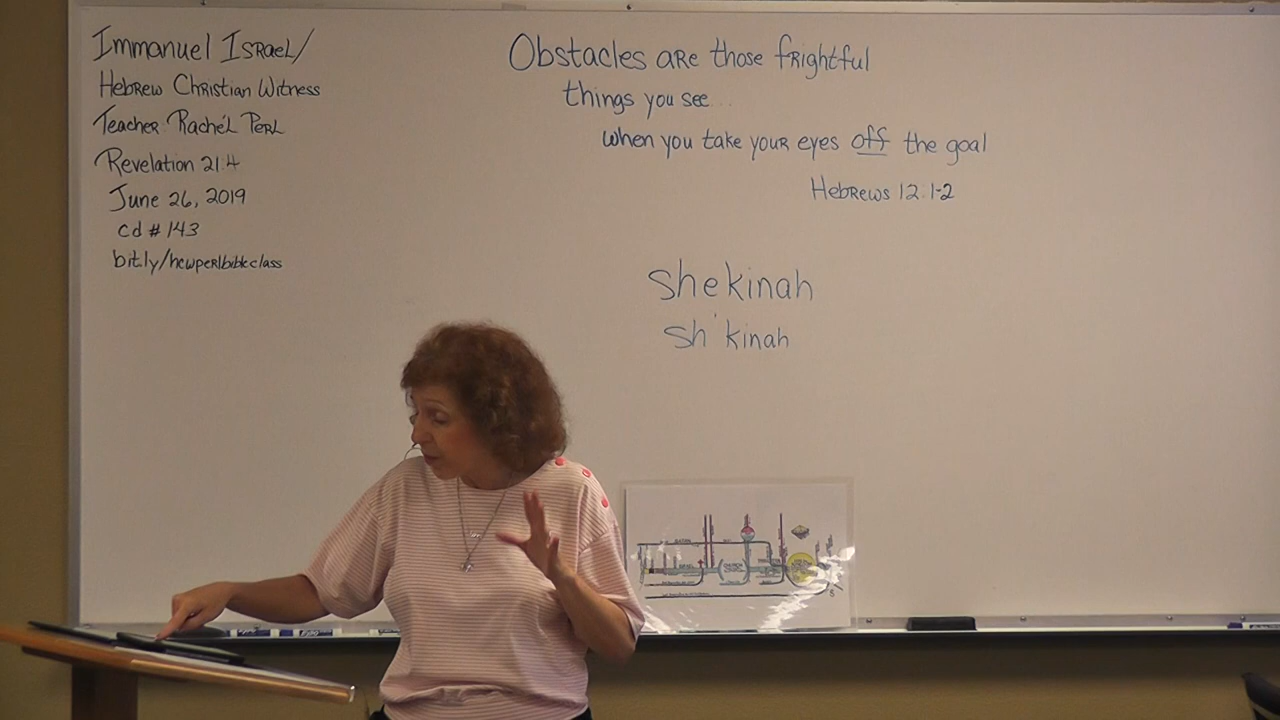 Immanuel Israel/
Hebrew Christian Witness
Teacher: Rachél Perl
Revelation 21:4
June 26, 2019
cd # 143
bit.ly/hcwperlbibleclass
Obstacles are those frightful
things you see...
when you take your eyes off the goal
Hebrews 12:1-2
shekinah
sh'kinah